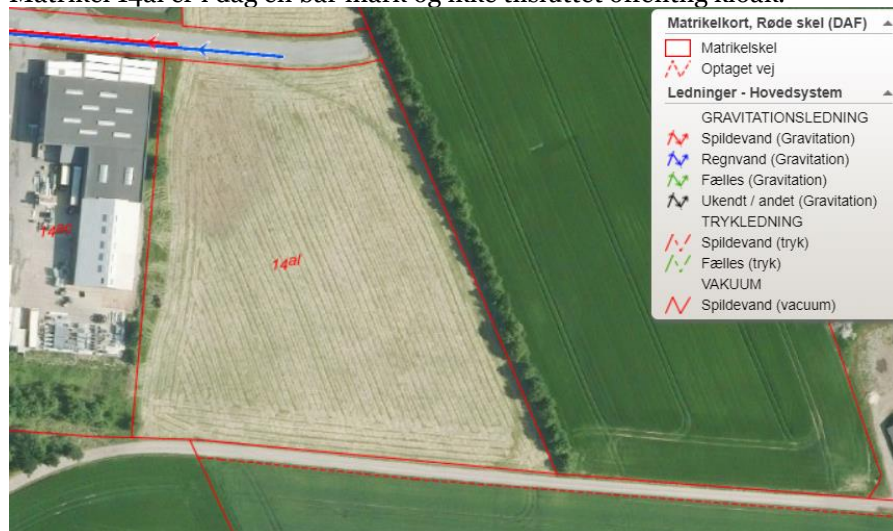 Matrikel 14al er i dag en bar mark og ikke tilsluttet offentlig kloak.
Matrikelkort, Røde skel (DAF)
Matrikelskel
Optaget vej
Ledninger - Hovedsystem
GRAVITATIONSLEDNING
Spildevand (Gravitation)
Regnvand (Gravitation)
Fælles (Gravitation)
Ukendt / andet (Gravitation)
TRYKLEDNING
Spildevand (tryk)
Fælles (tryk)
VAKUUM
Spildevand (vacuum)
14al